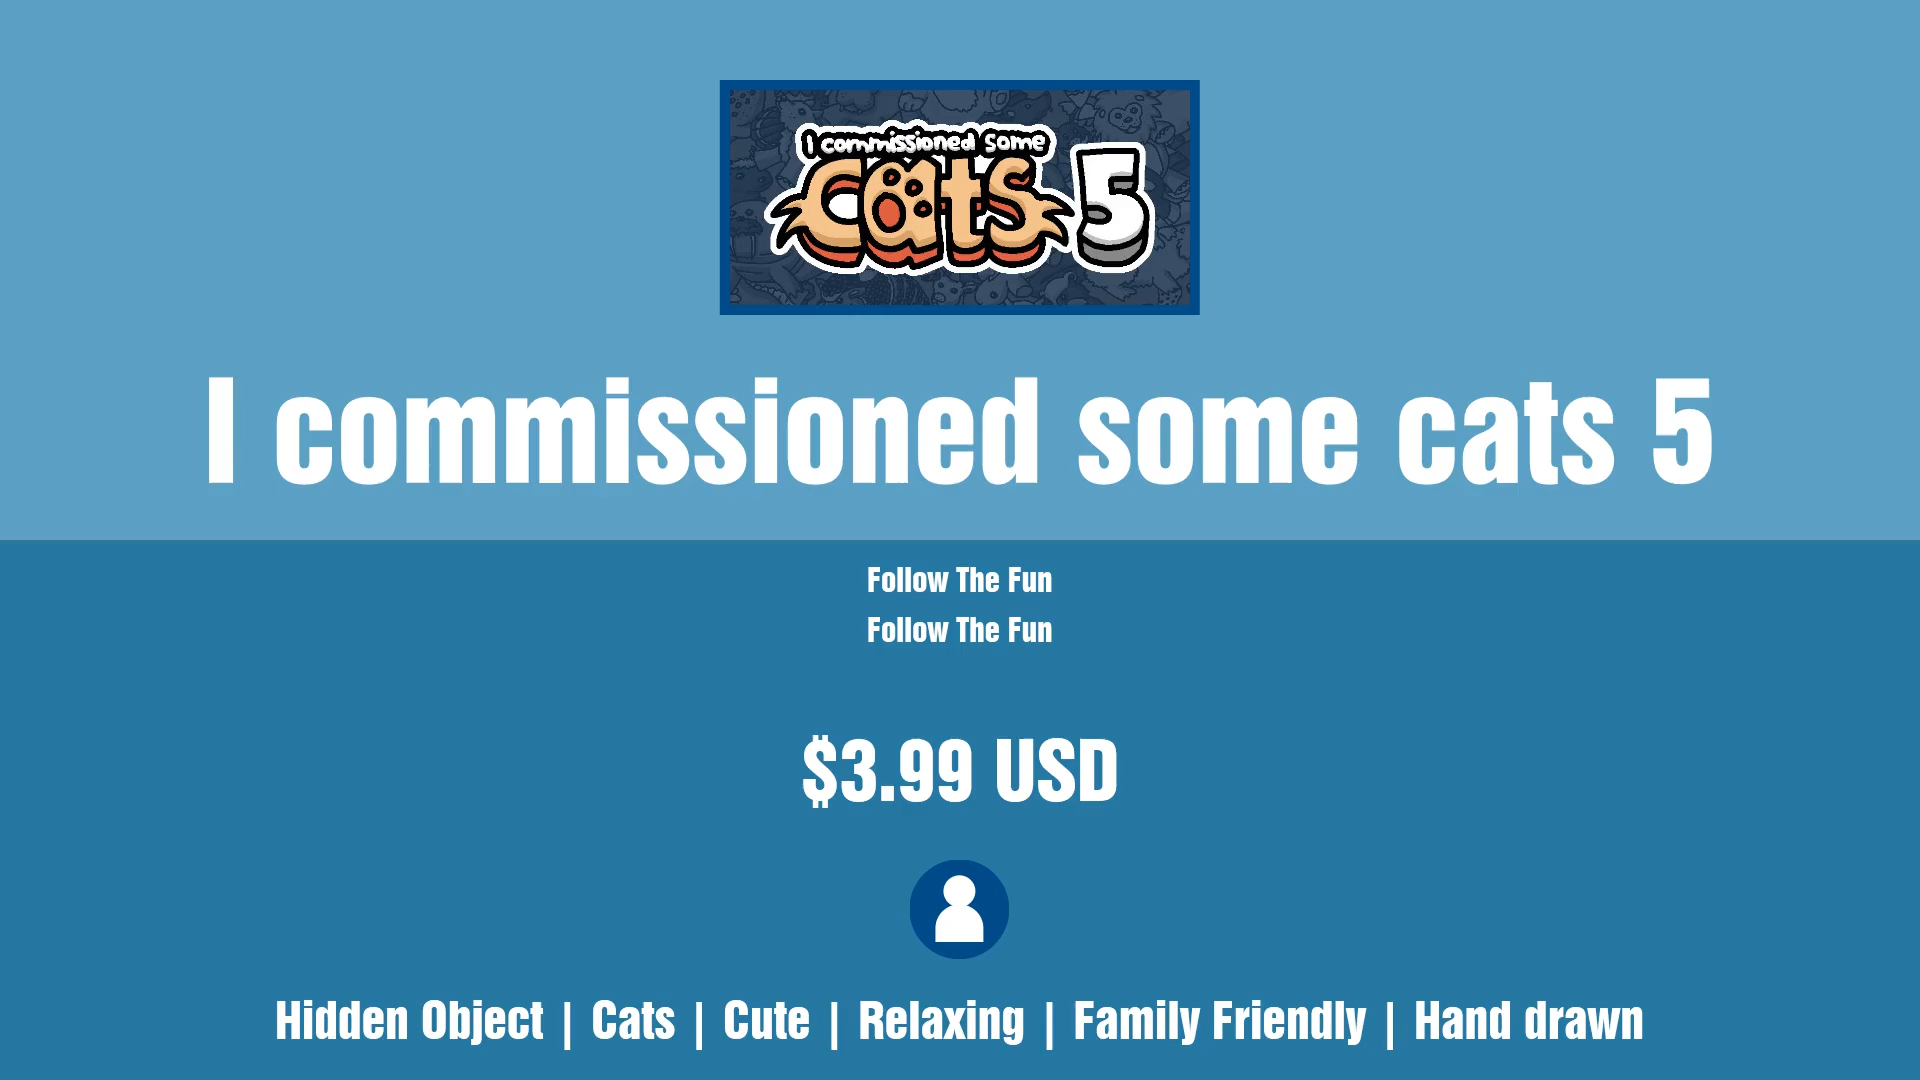 I commissioned some
cats 5
I commissioned some cats 5
Follow The Fun
Follow The Fun
$3.99 USD
Hidden Object | Cats | Cute | Relaxing | Family Friendly | Hand drawn